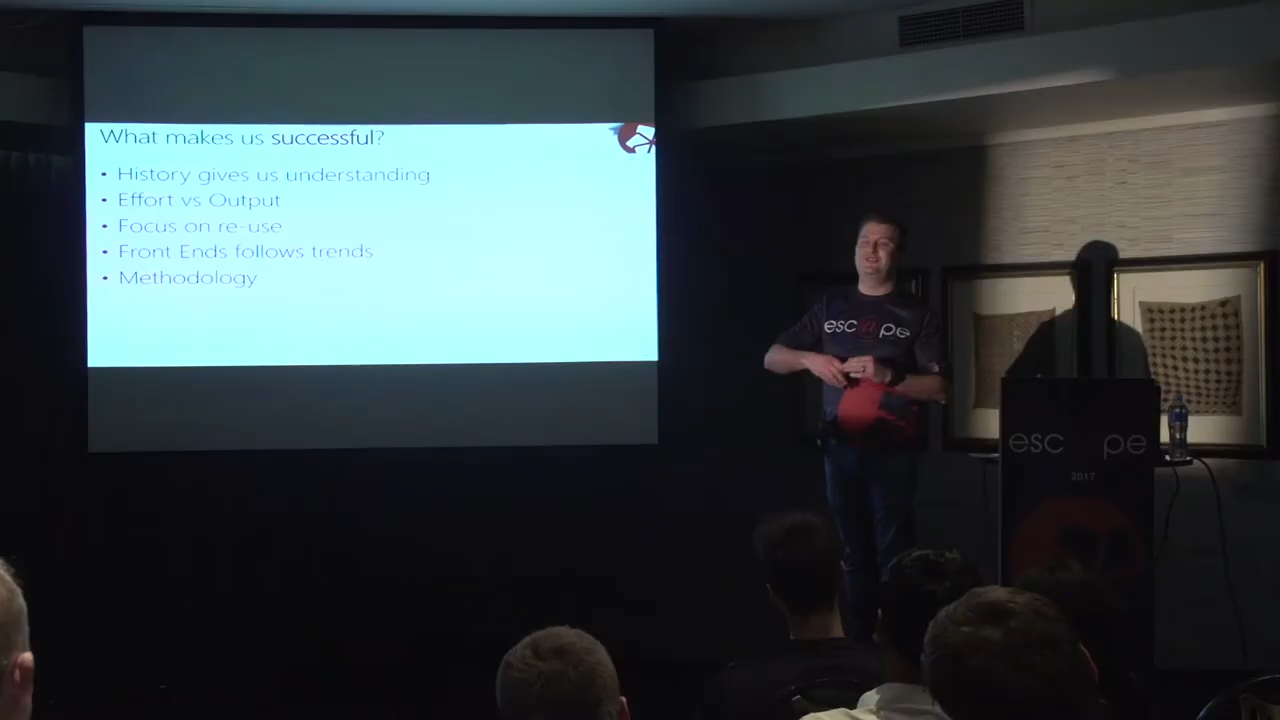 What makes us successful?
• History gives us understanding
• Effort vs Output
• Focus on re-use
• Front Ends follows trends
• Methodology
esc@pe
esc pe
2017